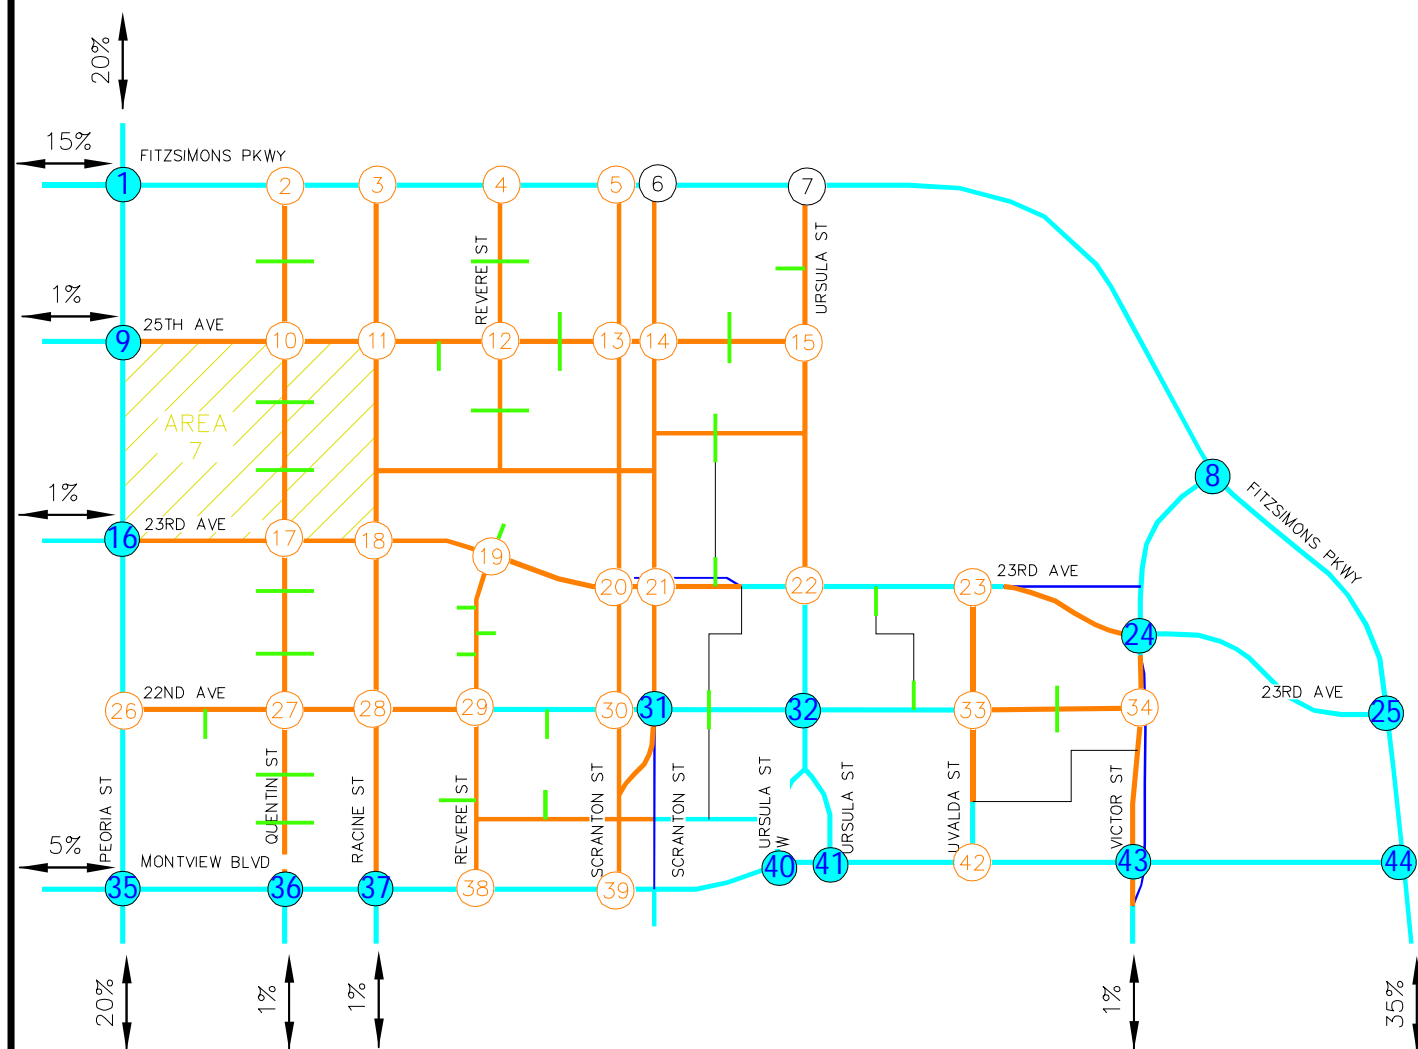 20%
15%
FITZSIMONS PKWY
1
2
3
4
5
6
7
REVERE ST
URSULA ST
1%
25TH AVE
9
10
11
12
13
14
15
AREA
7
8
FITZSIMONS PKWY
1%
23RD AVE
16
17
18
19
20
21
22
23
23RD AVE
24
22ND AVE
26
27
28
29
30
31
32
33
34
23RD AVE
25
PEORIA ST
QUENTIN ST
RACINE ST
REVERE ST
SCRANTON ST
SCRANTON ST
URSULA ST
W
URSULA ST
UVALDA ST
VICTOR ST
5%
MONTVIEW BLVD
35
36
37
38
39
40
41
42
43
44
20%
1%
1%
1%
35%